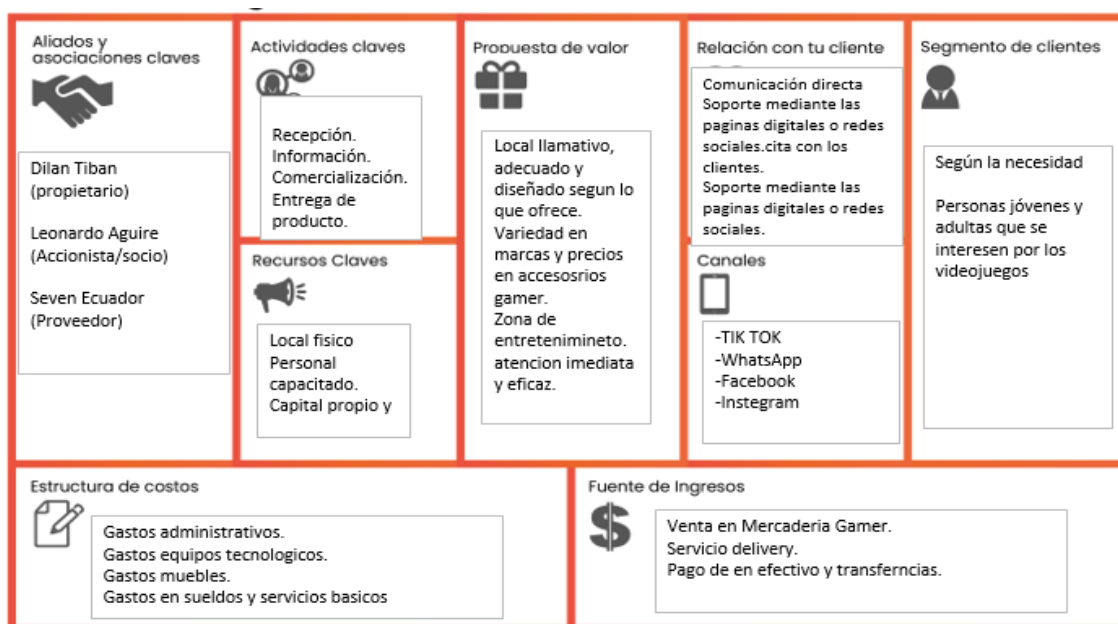 Aliados y
asociaciones claves
Dilan Tiban
(propietario)
Leonardo Aguire
(Accionista/socio)
Seven Ecuador
(Proveedor)
Actividades claves
Recepción.
Información.
Comercialización.
Entrega de
producto.
Recursos Claves
Local fisico
Personal
capacitado.
Capital propio y
Propuesta de valor
Local llamativo,
adecuado y
diseñado segun lo
que ofrece.
Variedad en
marcas y precios
en accesosrios
gamer.
Zona de
entretenimineto.
atencion imediata
y eficaz.
Relación con tu cliente
Comunicación directa
Soporte mediante las
paginas digitales o redes
sociales.cita con los
clientes.
Soporte mediante las
paginas digitales o redes
sociales.
Canales
-TIK TOK
-WhatsApp
-Facebook
-Instegram
Segmento de clientes
Según la necesidad
Personas jóvenes y
adultas que se
interesen por los
videojuegos
Estructura de costos
Gastos administrativos.
Gastos equipos tecnologicos.
Gastos muebles.
Gastos en sueldos y servicios basicos
Fuente de Ingresos
Venta en Mercaderia Gamer.
Servicio delivery.
Pago de en efectivo y transferncias.